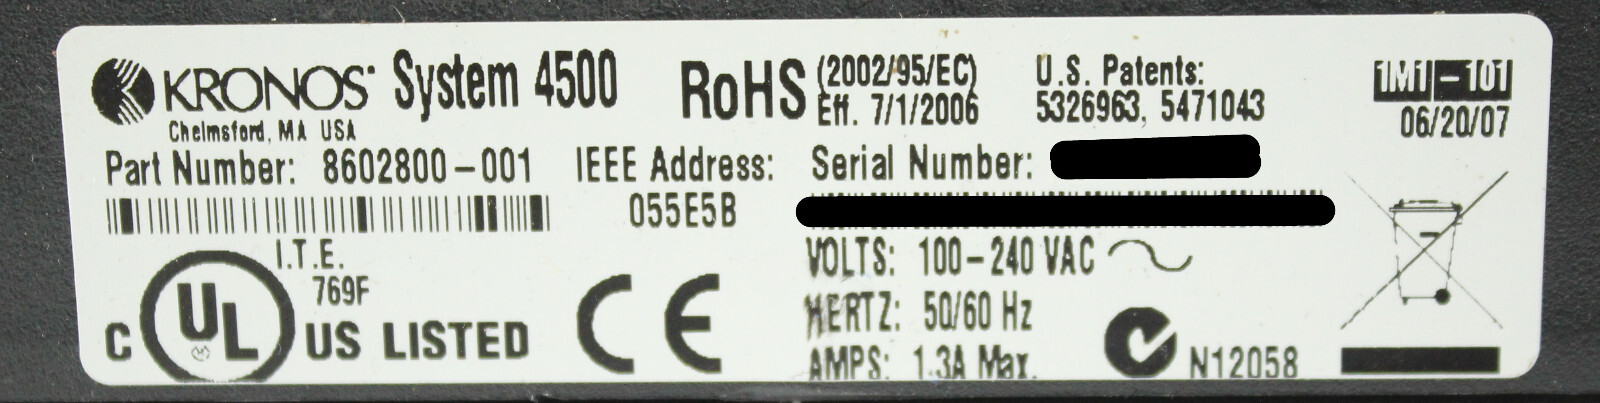 KRONOS System 4500
Chelmsford, MA USA
RoHS (2002/95/EC)
Eff. 7/1/2006
U.S. Patents:
5326963, 5471043
1M1-101
06/20/07
Part Number: 8602800-001
IEEE Address:
055E5B
Serial Number:
I.T.E.
769F
C UL US LISTED
CE
VOLTS: 100-240 VAC
HERTZ: 50/60 Hz
AMPS: 1.3A Max.
N12058